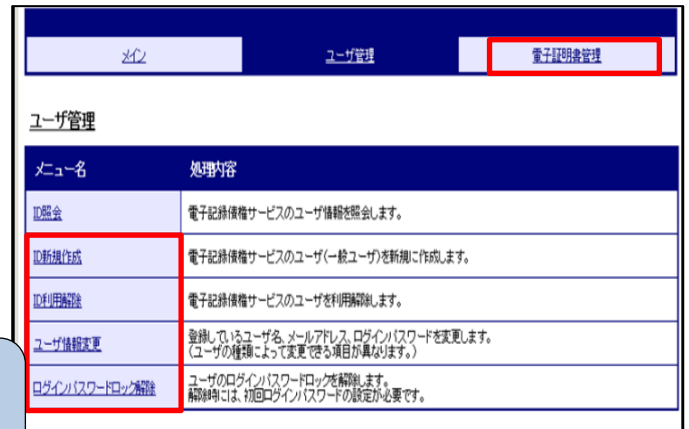 メイン
ユーザ管理
電子証明書管理
ユーザ管理
メニュー名
処理内容
ID照会
電子記録債権サービスのユーザ情報を照会します。
ID新規作成
電子記録債権サービスのユーザ(一般ユーザ)を新規に作成します。
ID利用解除
電子記録債権サービスのユーザを利用解除します。
ユーザ情報変更
登録しているユーザ名、メールアドレス、ログインパスワードを変更します。
(ユーザの種類によって変更できる項目が異なります。)
ログインパスワードロック解除
ユーザのログインパスワードロックを解除します。
解除時には、初回ログインパスワードの設定が必要です。